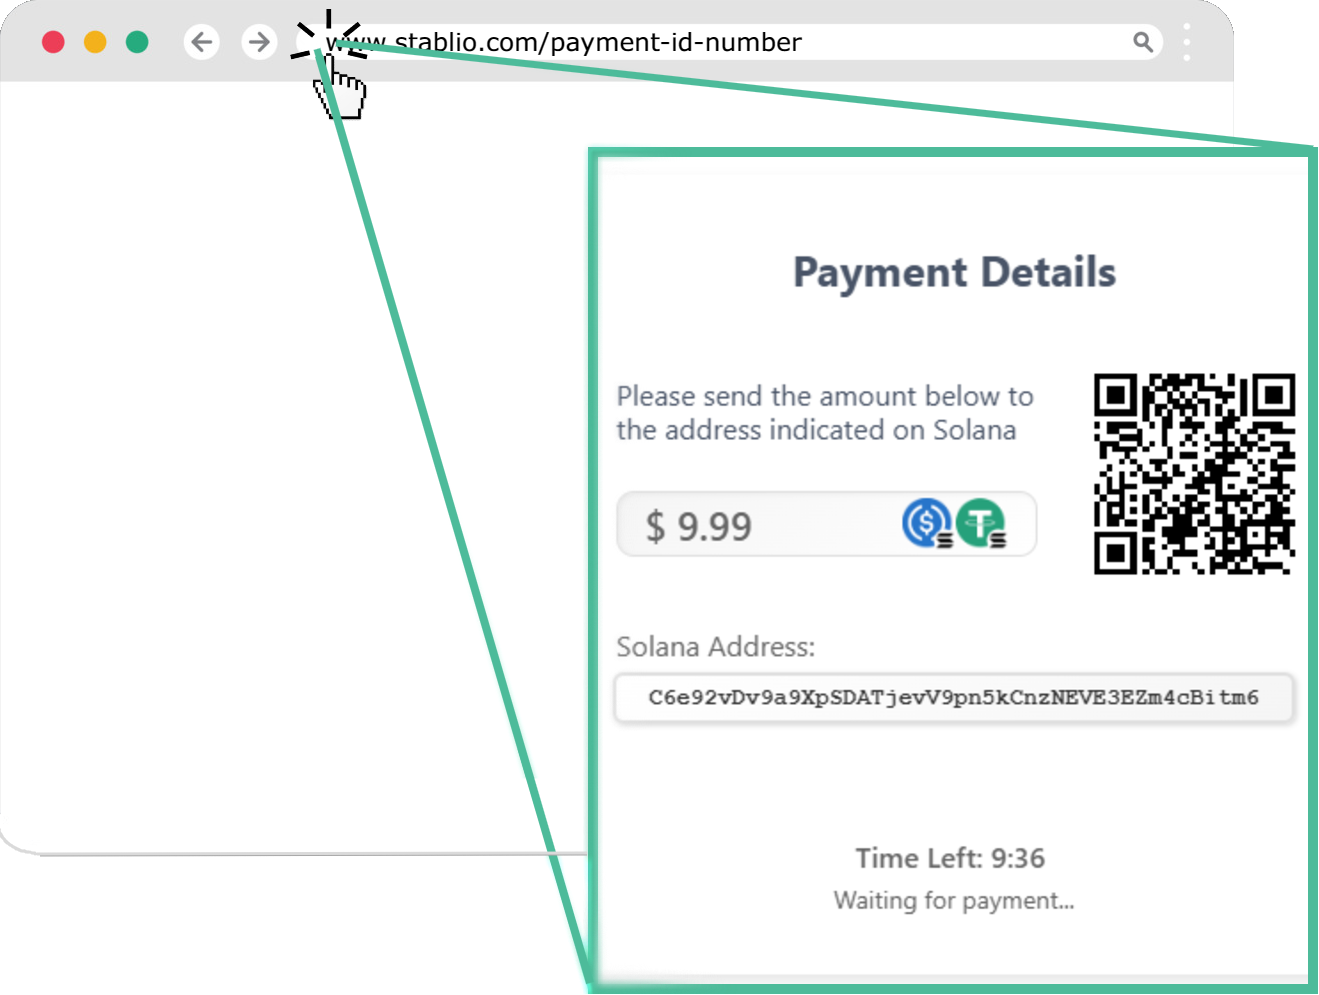 www.stablio.com/payment-id-number
Payment Details
Please send the amount below to
the address indicated on Solana
$ 9.99
Solana Address:
C6e92vDv9a9XpSDATjevV9pn5kCnzNEVE3EZm4cBitm6
Time Left: 9:36
Waiting for payment...